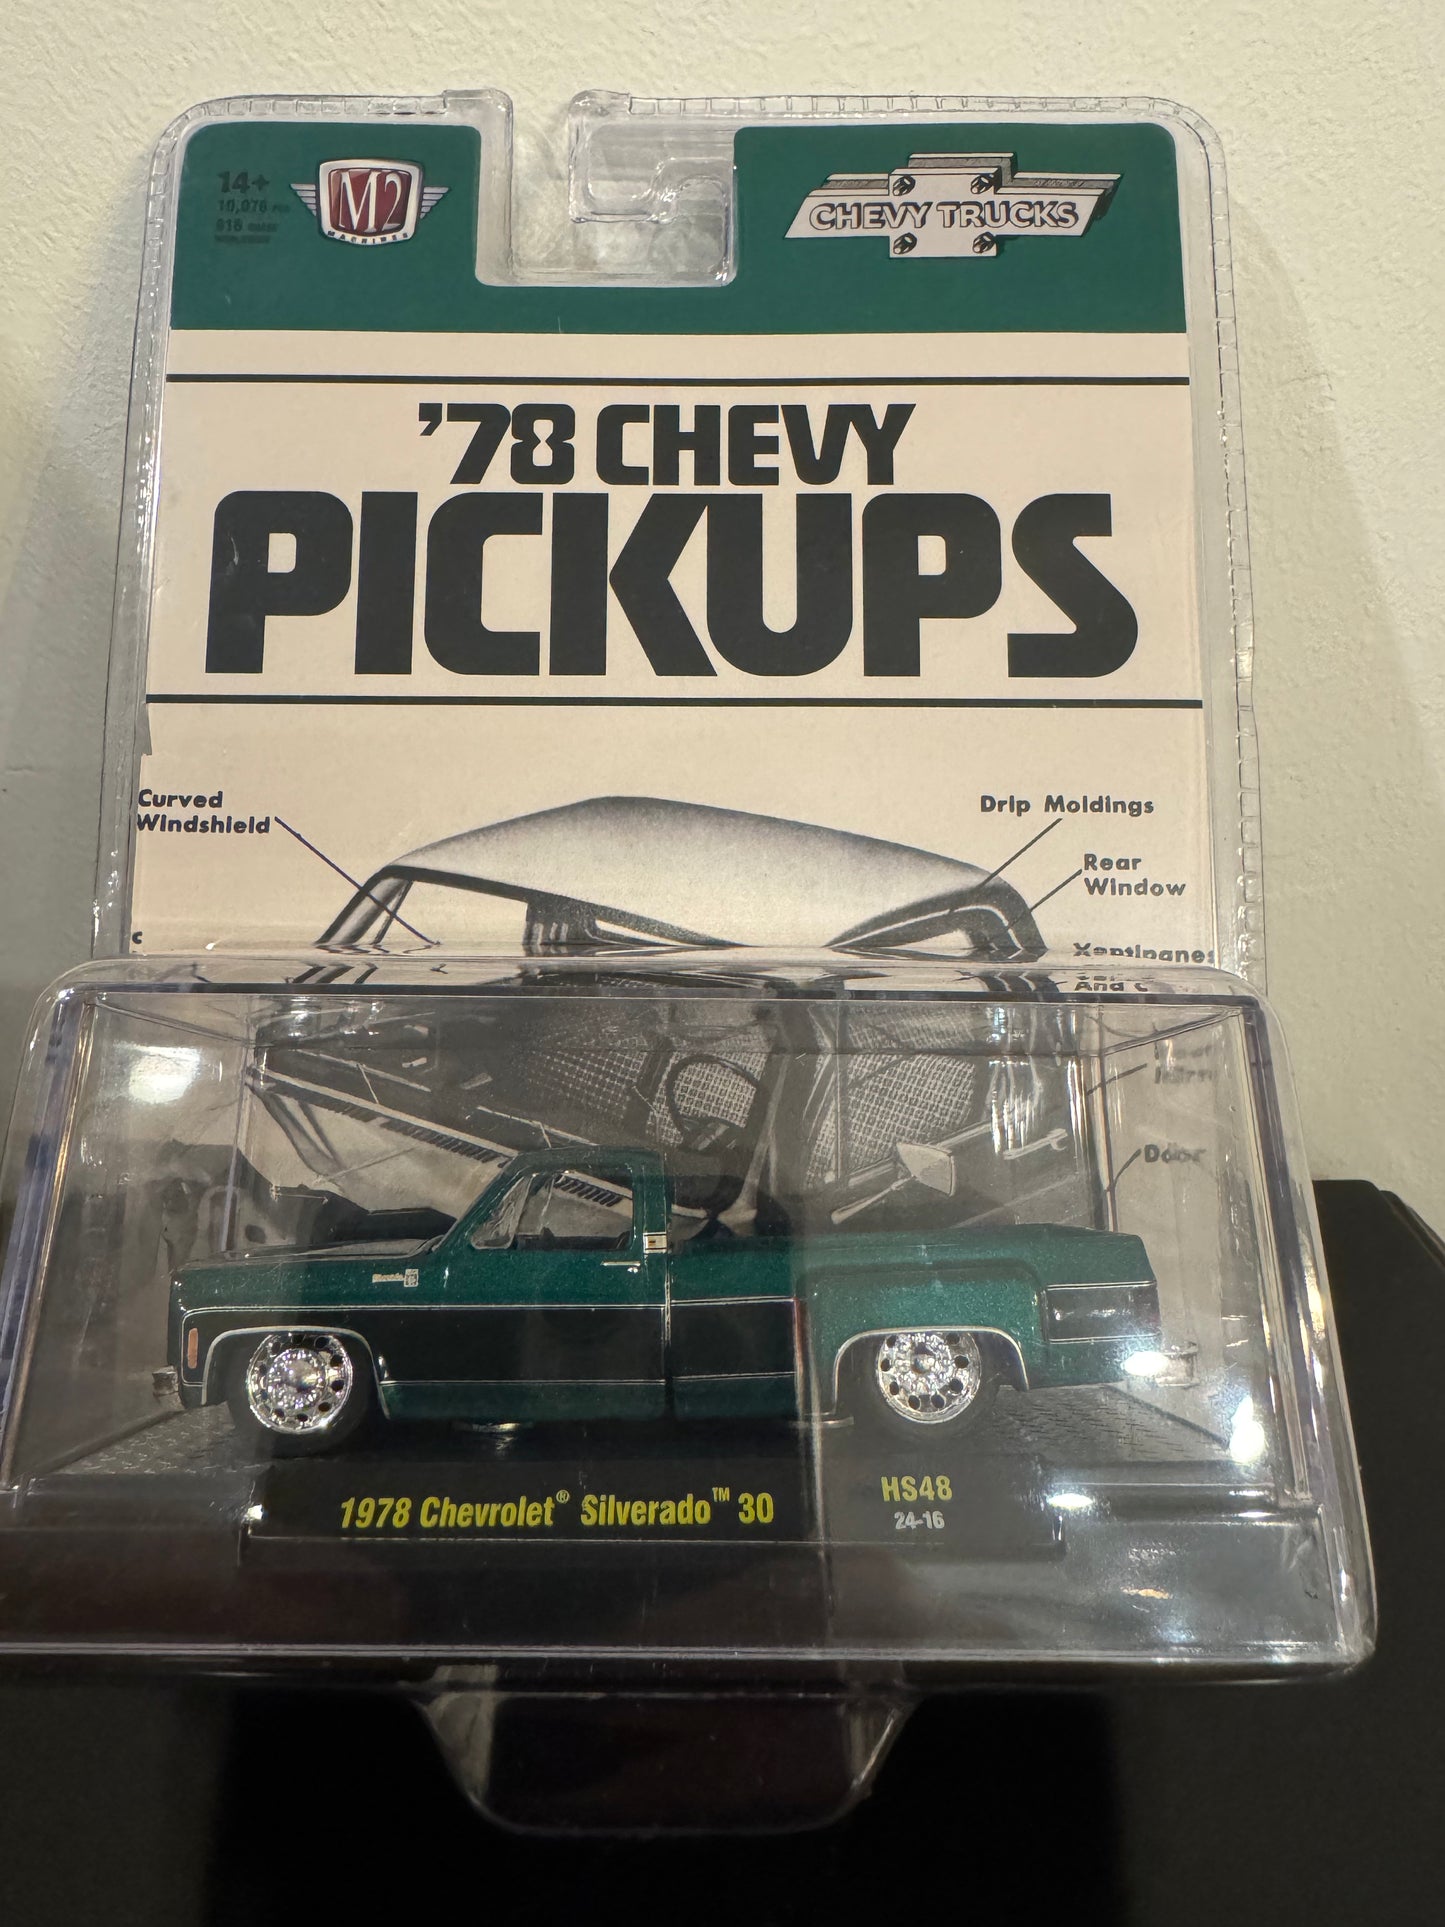 14+
M2
MACHINES
CHEVY TRUCKS
'78 CHEVY
PICKUPS
Curved
Windshield
Drip Moldings
Rear
Window
Door
1978 Chevrolet® Silverado™ 30
HS48
24-16